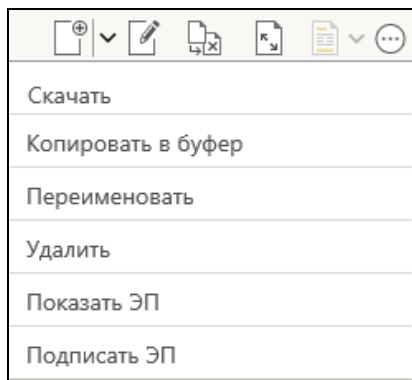 Скачать
Копировать в буфер
Переименовать
Удалить
Показать ЭП
Подписать ЭП